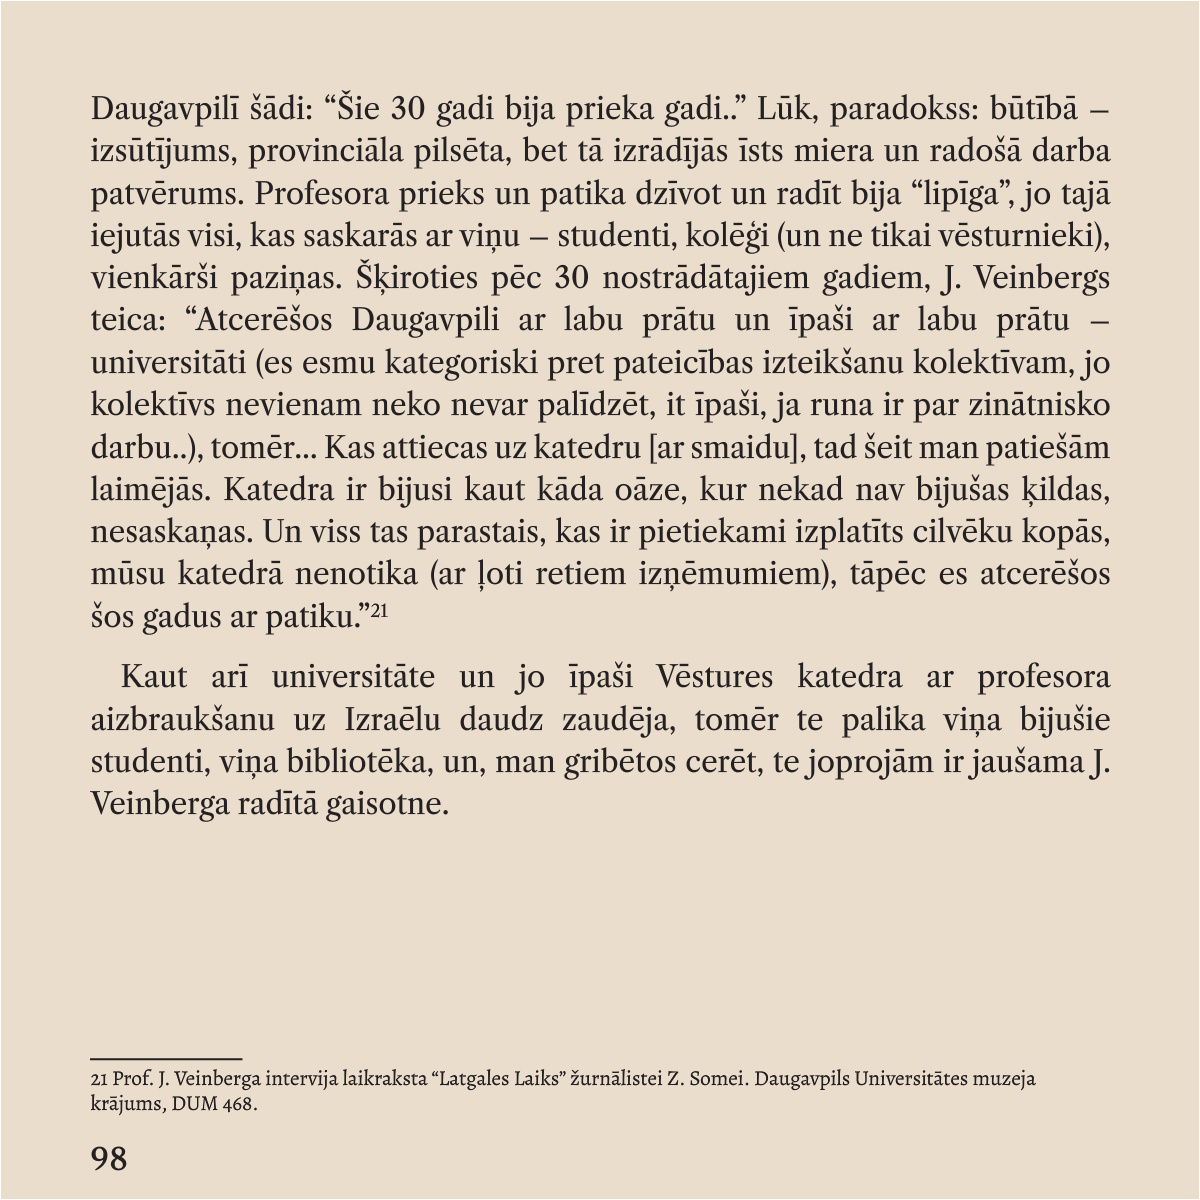 Daugavpilī šādi: “Šie 30 gadi bija prieka gadi..” Lūk, paradokss: būtībā –
izsūtījums, provinciāla pilsēta, bet tā izrādījās īsts miera un radošā darba
patvērums. Profesora prieks un patika dzīvot un radīt bija “lipīga”, jo tajā
iejutās visi, kas saskarās ar viņu – studenti, kolēģi (un ne tikai vēsturnieki),
vienkārši paziņas. Šķiroties pēc 30 nostrādātajiem gadiem, J. Veinbergs
teica: “Atcerēšos Daugavpili ar labu prātu un īpaši ar labu prātu –
universitāti (es esmu kategoriski pret pateicības izteikšanu kolektīvam, jo
kolektīvs nevienam neko nevar palīdzēt, it īpaši, ja runa ir par zinātnisko
darbu..), tomēr... Kas attiecas uz katedru [ar smaidu], tad šeit man patiešām
laimējās. Katedra ir bijusi kaut kāda oāze, kur nekad nav bijušas ķildas,
nesaskaņas. Un viss tas parastais, kas ir pietiekami izplatīts cilvēku kopās,
mūsu katedrā nenotika (ar ļoti retiem izņēmumiem), tāpēc es atcerēšos
šos gadus ar patiku.”21
Kaut arī universitāte un jo īpaši Vēstures katedra ar profesora
aizbraukšanu uz Izraēlu daudz zaudēja, tomēr te palika viņa bijušie
studenti, viņa bibliotēka, un, man gribētos cerēt, te joprojām ir jaušama J.
Veinberga radītā gaisotne.
21 Prof. J. Veinberga intervija laikraksta “Latgales Laiks” žurnālistei Z. Somei. Daugavpils Universitātes muzeja
krājums, DUM 468.
98